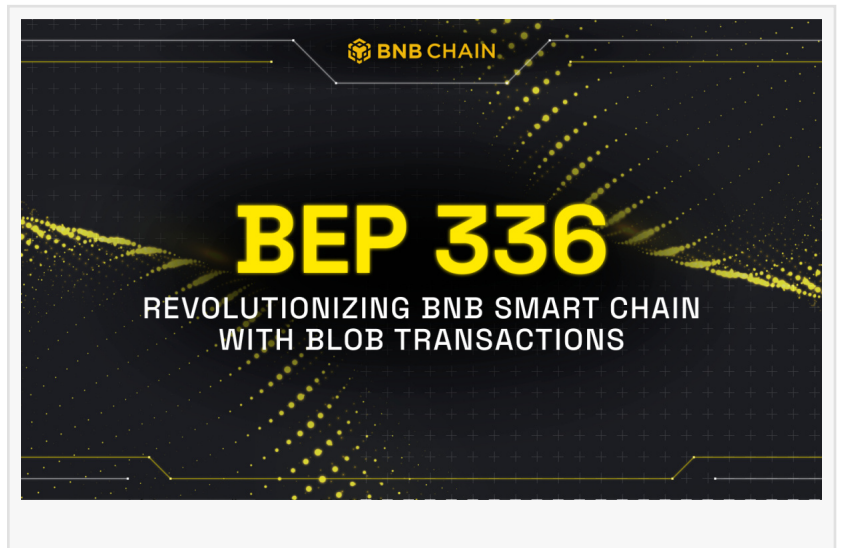 BNB CHAIN
BEP 336
REVOLUTIONIZING BNB SMART CHAIN
WITH BLOB TRANSACTIONS